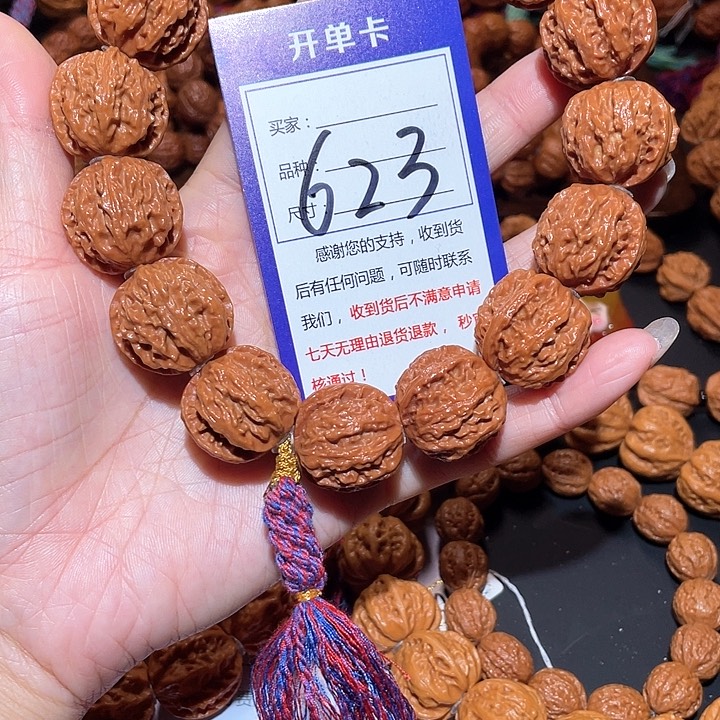 开单卡
买家：
品种：
623
尺寸：
感谢您的支持，收到货
后有任何问题，可随时联系
我们，收到货后不满意申请
七天无理由退货退款，秒
核通过！